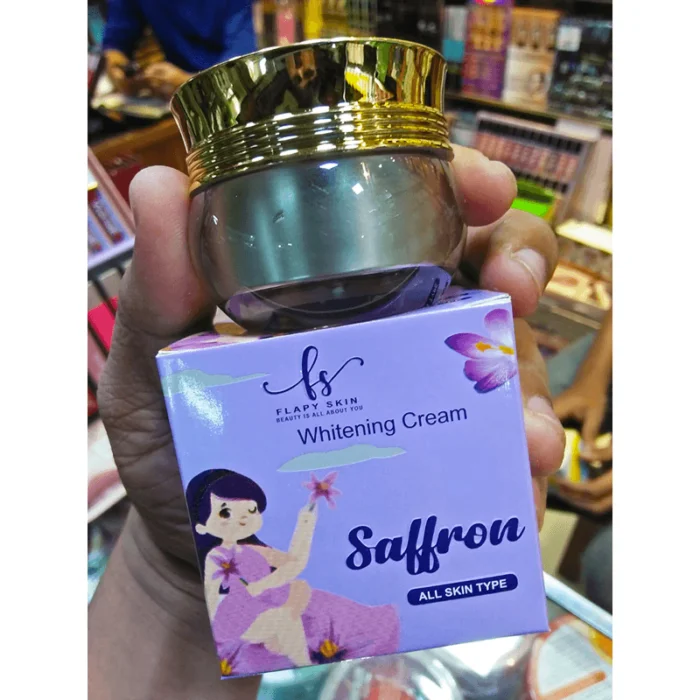 fs
FLAPY SKIN
BEAUTY IS ALL ABOUT YOU
Whitening Cream
Saffron
ALL SKIN TYPE